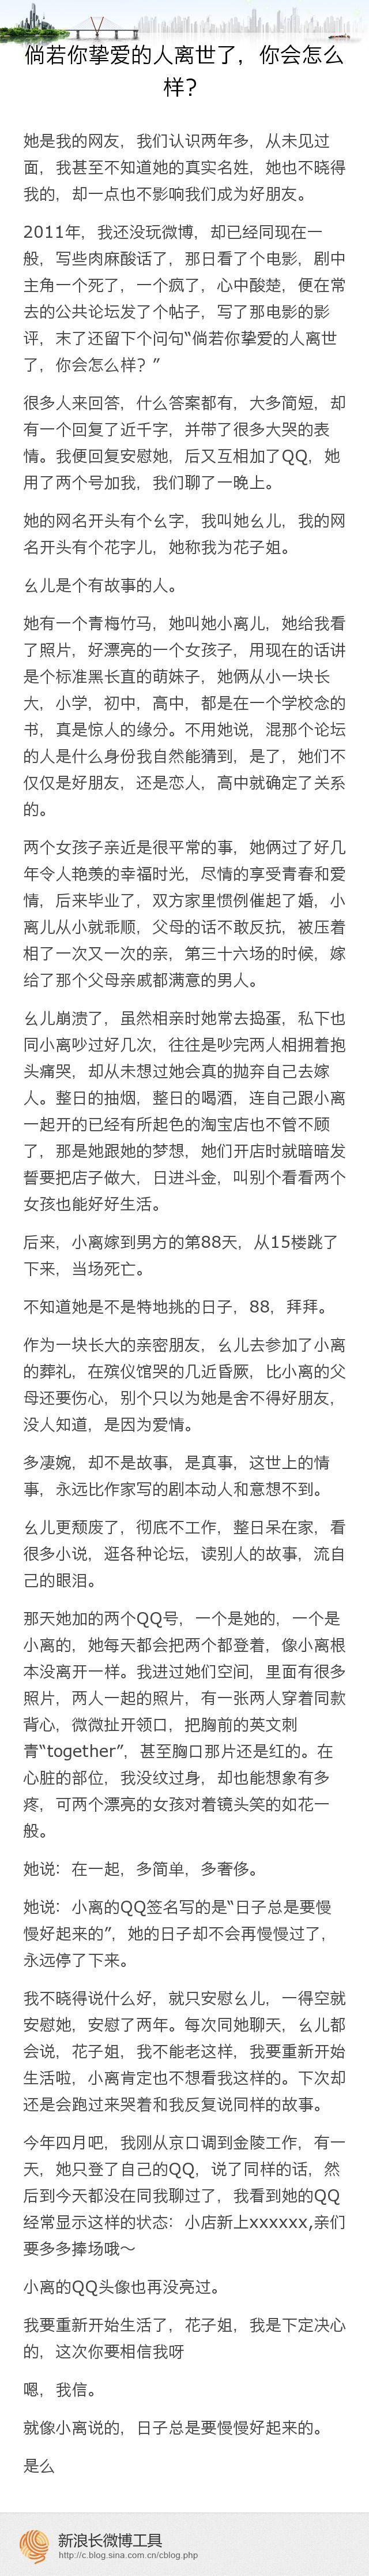 倘若你挚爱的人离世了，你会怎么
样？
她是我的网友，我们认识两年多，从未见过
面，我甚至不知道她的真实名姓，她也不晓得
我的，却一点也不影响我们成为好朋友。
2011年，我还没玩微博，却已经同现在一
般，写些肉麻酸话了，那日看了个电影，剧中
主角一个死了，一个疯了，心中酸楚，便在常
去的公共论坛发了个帖子，写了那电影的影
评，末了还留下个问句“倘若你挚爱的人离世
了，你会怎么样？”
很多人来回答，什么答案都有，大多简短，却
有一个回复了近千字，并带了很多大哭的表
情。我便回复安慰她，后又互相加了QQ，她
用了两个号加我，我们聊了一晚上。
她的网名开头有个幺字，我叫她幺儿，我的网
名开头有个花字儿，她称我为花子姐。
幺儿是个有故事的人。
她有一个青梅竹马，她叫她小离儿，她给我看
了照片，好漂亮的一个女孩子，用现在的话讲
是个标准黑长直的萌妹子，她俩从小一块长
大，小学，初中，高中，都是在一个学校念的
书，真是惊人的缘分。不用她说，混那个论坛
的人是什么身份我自然能猜到，是了，她们不
仅仅是好朋友，还是恋人，高中就确定了关系
的。
两个女孩子亲近是很平常的事，她俩过了好几
年令人艳羡的幸福时光，尽情的享受青春和爱
情，后来毕业了，双方家里惯例催起了婚，小
离儿从小就乖顺，父母的话不敢反抗，被压着
相了一次又一次的亲，第三十六场的时候，嫁
给了那个父母亲戚都满意的男人。
幺儿崩溃了，虽然相亲时她常去捣蛋，私下也
同小离吵过好几次，往往是吵完两人相拥着抱
头痛哭，却从未想过她会真的抛弃自己去嫁
人。整日的抽烟，整日的喝酒，连自己跟小离
一起开的已经有所起色的淘宝店也不管不顾
了，那是她跟她的梦想，她们开店时就暗暗发
誓要把店子做大，日进斗金，叫别个看看两个
女孩也能好好生活。
后来，小离嫁到男方的第88天，从15楼跳了
下来，当场死亡。
不知道她是不是特地挑的日子，88，拜拜。
作为一块长大的亲密朋友，幺儿去参加了小离
的葬礼，在殡仪馆哭的几近昏厥，比小离的父
母还要伤心，别个只以为她是舍不得好朋友，
没人知道，是因为爱情。
多凄婉，却不是故事，是真事，这世上的情
事，永远比作家写的剧本动人和意想不到。
幺儿更颓废了，彻底不工作，整日呆在家，看
很多小说，逛各种论坛，读别人的故事，流自
己的眼泪。
那天她加的两个QQ号，一个是她的，一个是
小离的，她每天都会把两个都登着，像小离根
本没离开一样。我进过她们空间，里面有很多
照片，两人一起的照片，有一张两人穿着同款
背心，微微扯开领口，把胸前的英文刺
青“together”，甚至胸口那片还是红的。在
心脏的部位，我没纹过身，却也能想象有多
疼，可两个漂亮的女孩对着镜头笑的如花一
般。
她说：在一起，多简单，多奢侈。
她说：小离的QQ签名写的是“日子总是要慢
慢好起来的”，她的日子却不会再慢慢过了，
永远停了下来。
我不晓得说什么好，就只安慰幺儿，一得空就
安慰她，安慰了两年。每次同她聊天，幺儿都
会说，花子姐，我不能老这样，我要重新开始
生活啦，小离肯定也不想看我这样的。下次却
还是会跑过来哭着和我反复说同样的故事。
今年四月吧，我刚从京口调到金陵工作，有一
天，她只登了自己的QQ，说了同样的话，然
后到今天都没在同我聊过了，我看到她的QQ
经常显示这样的状态：小店新上xxxxxx,亲们
要多多捧场哦～
小离的QQ头像也再没亮过。
我要重新开始生活了，花子姐，我是下定决心
的，这次你要相信我呀
嗯，我信。
就像小离说的，日子总是要慢慢好起来的。
是么
新浪长微博工具
http://c.blog.sina.com.cn/cblog.php